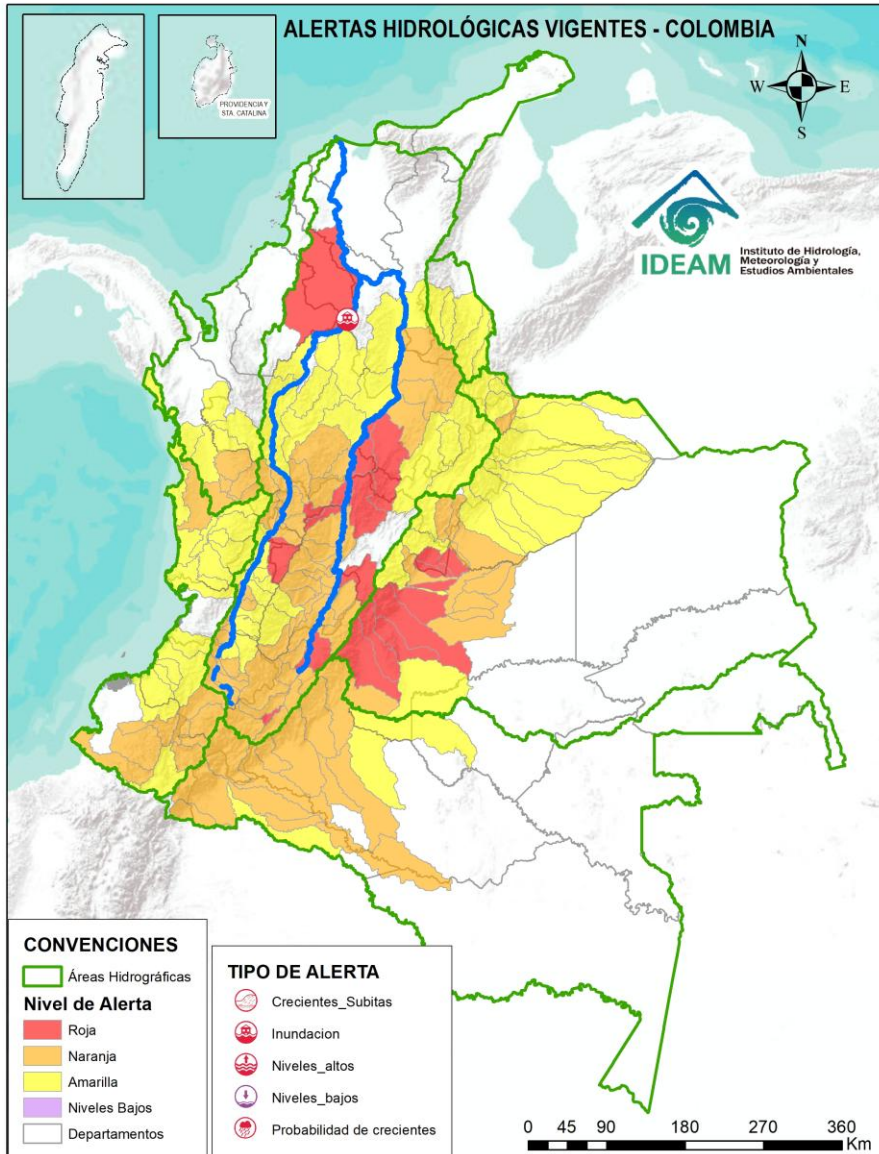 ALERTAS HIDROLÓGICAS VIGENTES - COLOMBIA
PROVIDENCIA Y
STA. CATALINA
N
W
E
S
IDEAM
Instituto de Hidrología,
Meteorología y
Estudios Ambientales
CONVENCIONES
Áreas Hidrográficas
Nivel de Alerta
Roja
Naranja
Amarilla
Niveles Bajos
Departamentos
TIPO DE ALERTA
Crecientes_Subitas
Inundacion
Niveles_altos
Niveles_bajos
Probabilidad de crecientes
0 45 90 180 270 360
Km